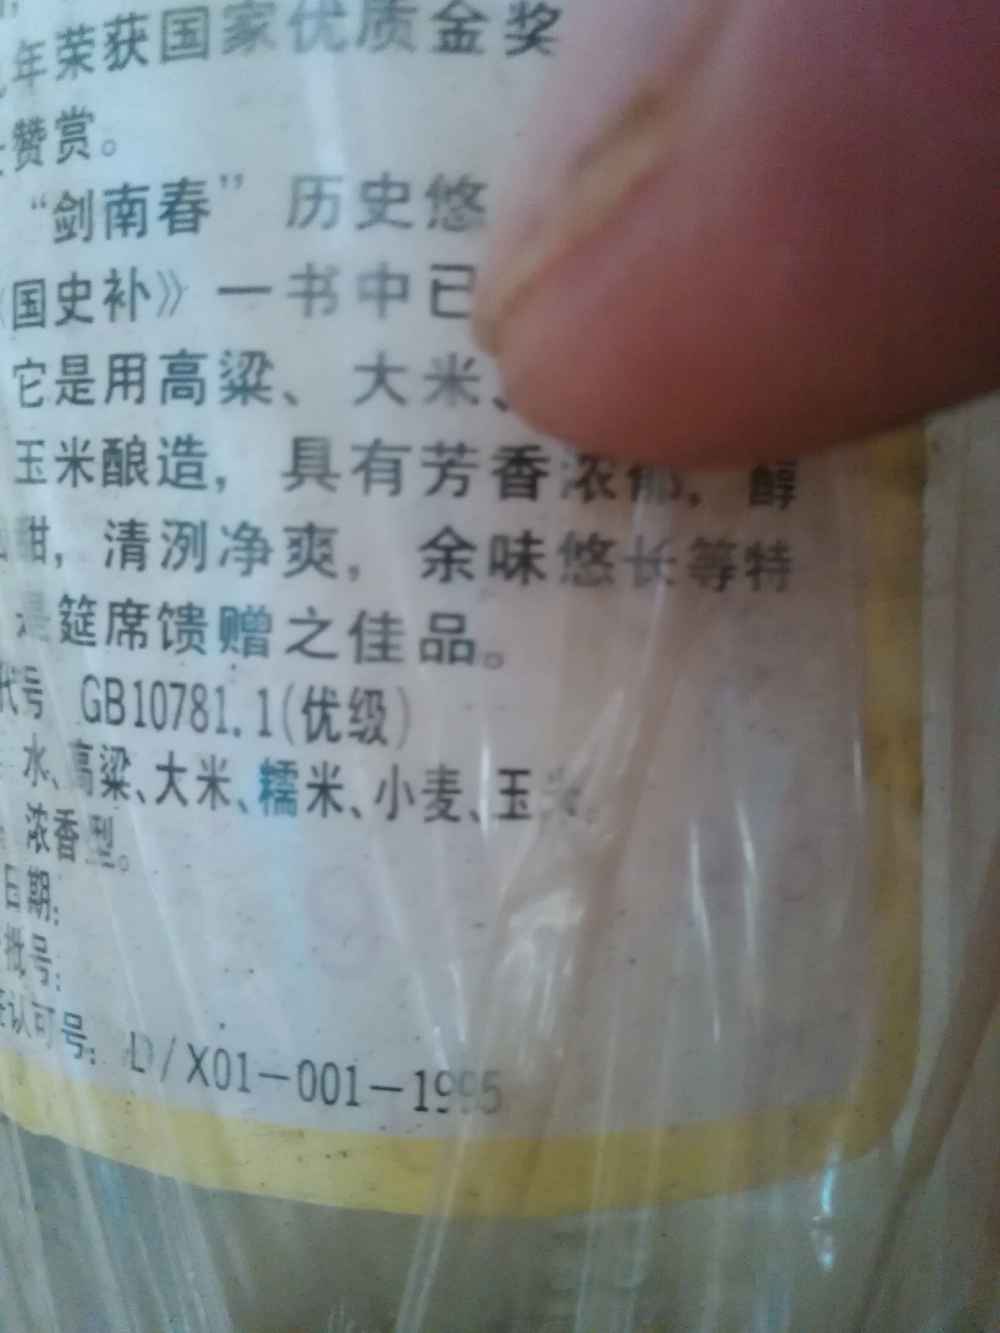 年荣获国家优质金奖
赞赏。
“剑南春”历史悠
《国史补》一书中已
它是用高粱、大米、
玉米酿造，具有芳香浓郁，醇
甜，清洌净爽，余味悠长等特
是筵席馈赠之佳品。
代号 GB10781.1(优级)
水、高粱、大米、糯米、小麦、玉米。
浓香型。
日期:
批号:
认可号: D/X01-001-1995